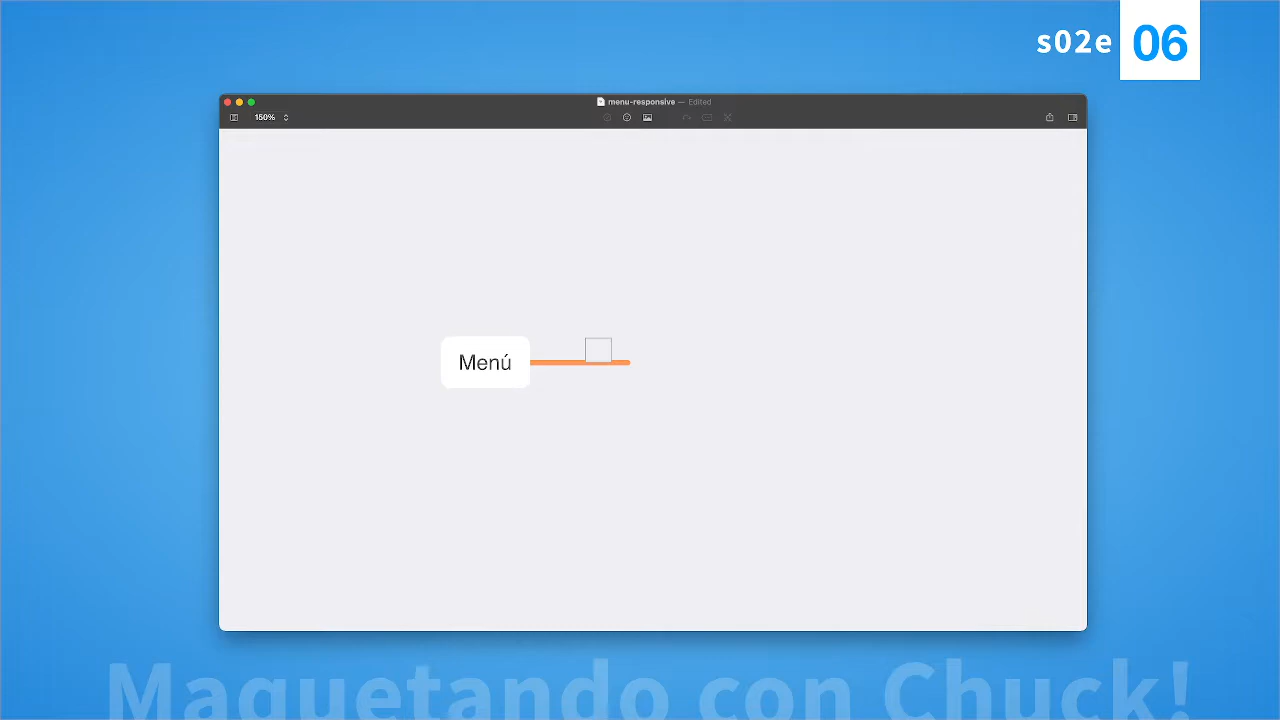 s02e 06
menu-responsive — Edited
150%
Menú
Maquetando con Chuck!